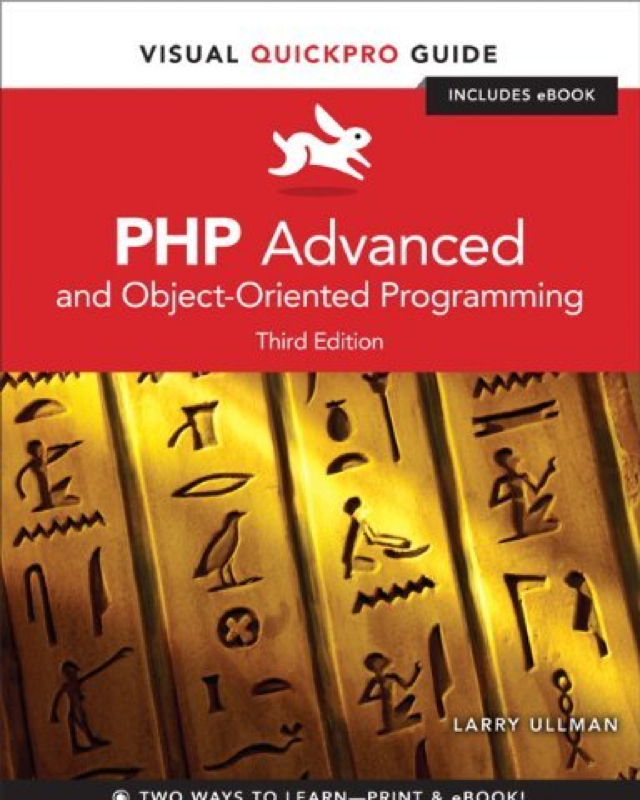 VISUAL QUICKPRO GUIDE
INCLUDES eBOOK
PHP Advanced
and Object-Oriented Programming
Third Edition
LARRY ULLMAN
TWO WAYS TO LEARN—PRINT & eBOOK!